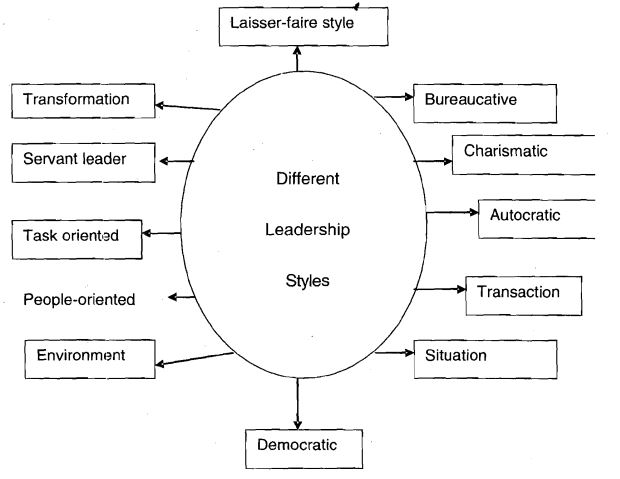 Laisser-faire style
Transformation
Bureaucative
Servant leader
Charismatic
Different
Leadership
Styles
Task oriented
Autocratic
People-oriented
Transaction
Environment
Situation
Democratic